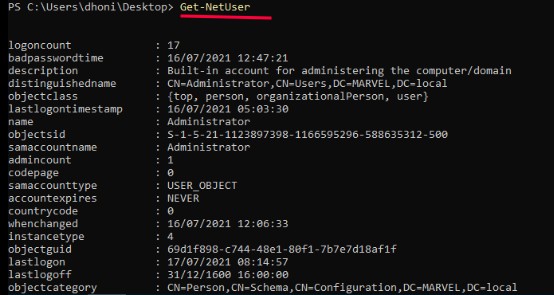 PS C:\Users\dhoni\Desktop> Get-NetUser
logoncount : 17
badpasswordtime : 16/07/2021 12:47:21
description : Built-in account for administering the computer/domain
distinguishedname : CN=Administrator,CN=Users,DC=MARVEL,DC=local
objectclass : {top, person, organizationalPerson, user}
lastlogontimestamp : 16/07/2021 05:03:30
name : Administrator
objectsid : S-1-5-21-1123897398-1166595296-588635312-500
samaccountname : Administrator
admincount : 1
codepage : 0
samaccounttype : USER_OBJECT
accountexpires : NEVER
countrycode : 0
whenchanged : 16/07/2021 12:06:33
instancetype : 4
objectguid : 69d1f898-c744-48e1-80f1-7b7e7d18af1f
lastlogon : 17/07/2021 08:14:57
lastlogoff : 31/12/1600 16:00:00
objectcategory : CN=Person,CN=Schema,CN=Configuration,DC=MARVEL,DC=local